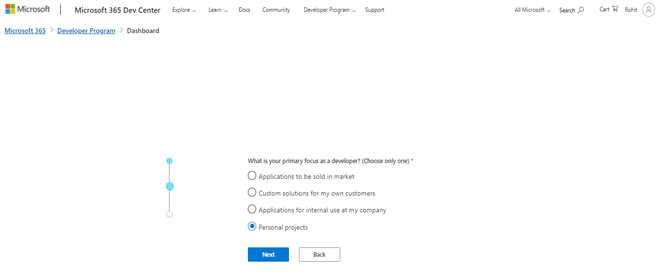 Microsoft Microsoft 365 Dev Center Explore Learn Docs Community Developer Program Support All Microsoft Search Cart Rohit
Microsoft 365 > Developer Program > Dashboard
What is your primary focus as a developer? (Choose only one) *
Applications to be sold in market
Custom solutions for my own customers
Applications for internal use at my company
Personal projects
Next Back